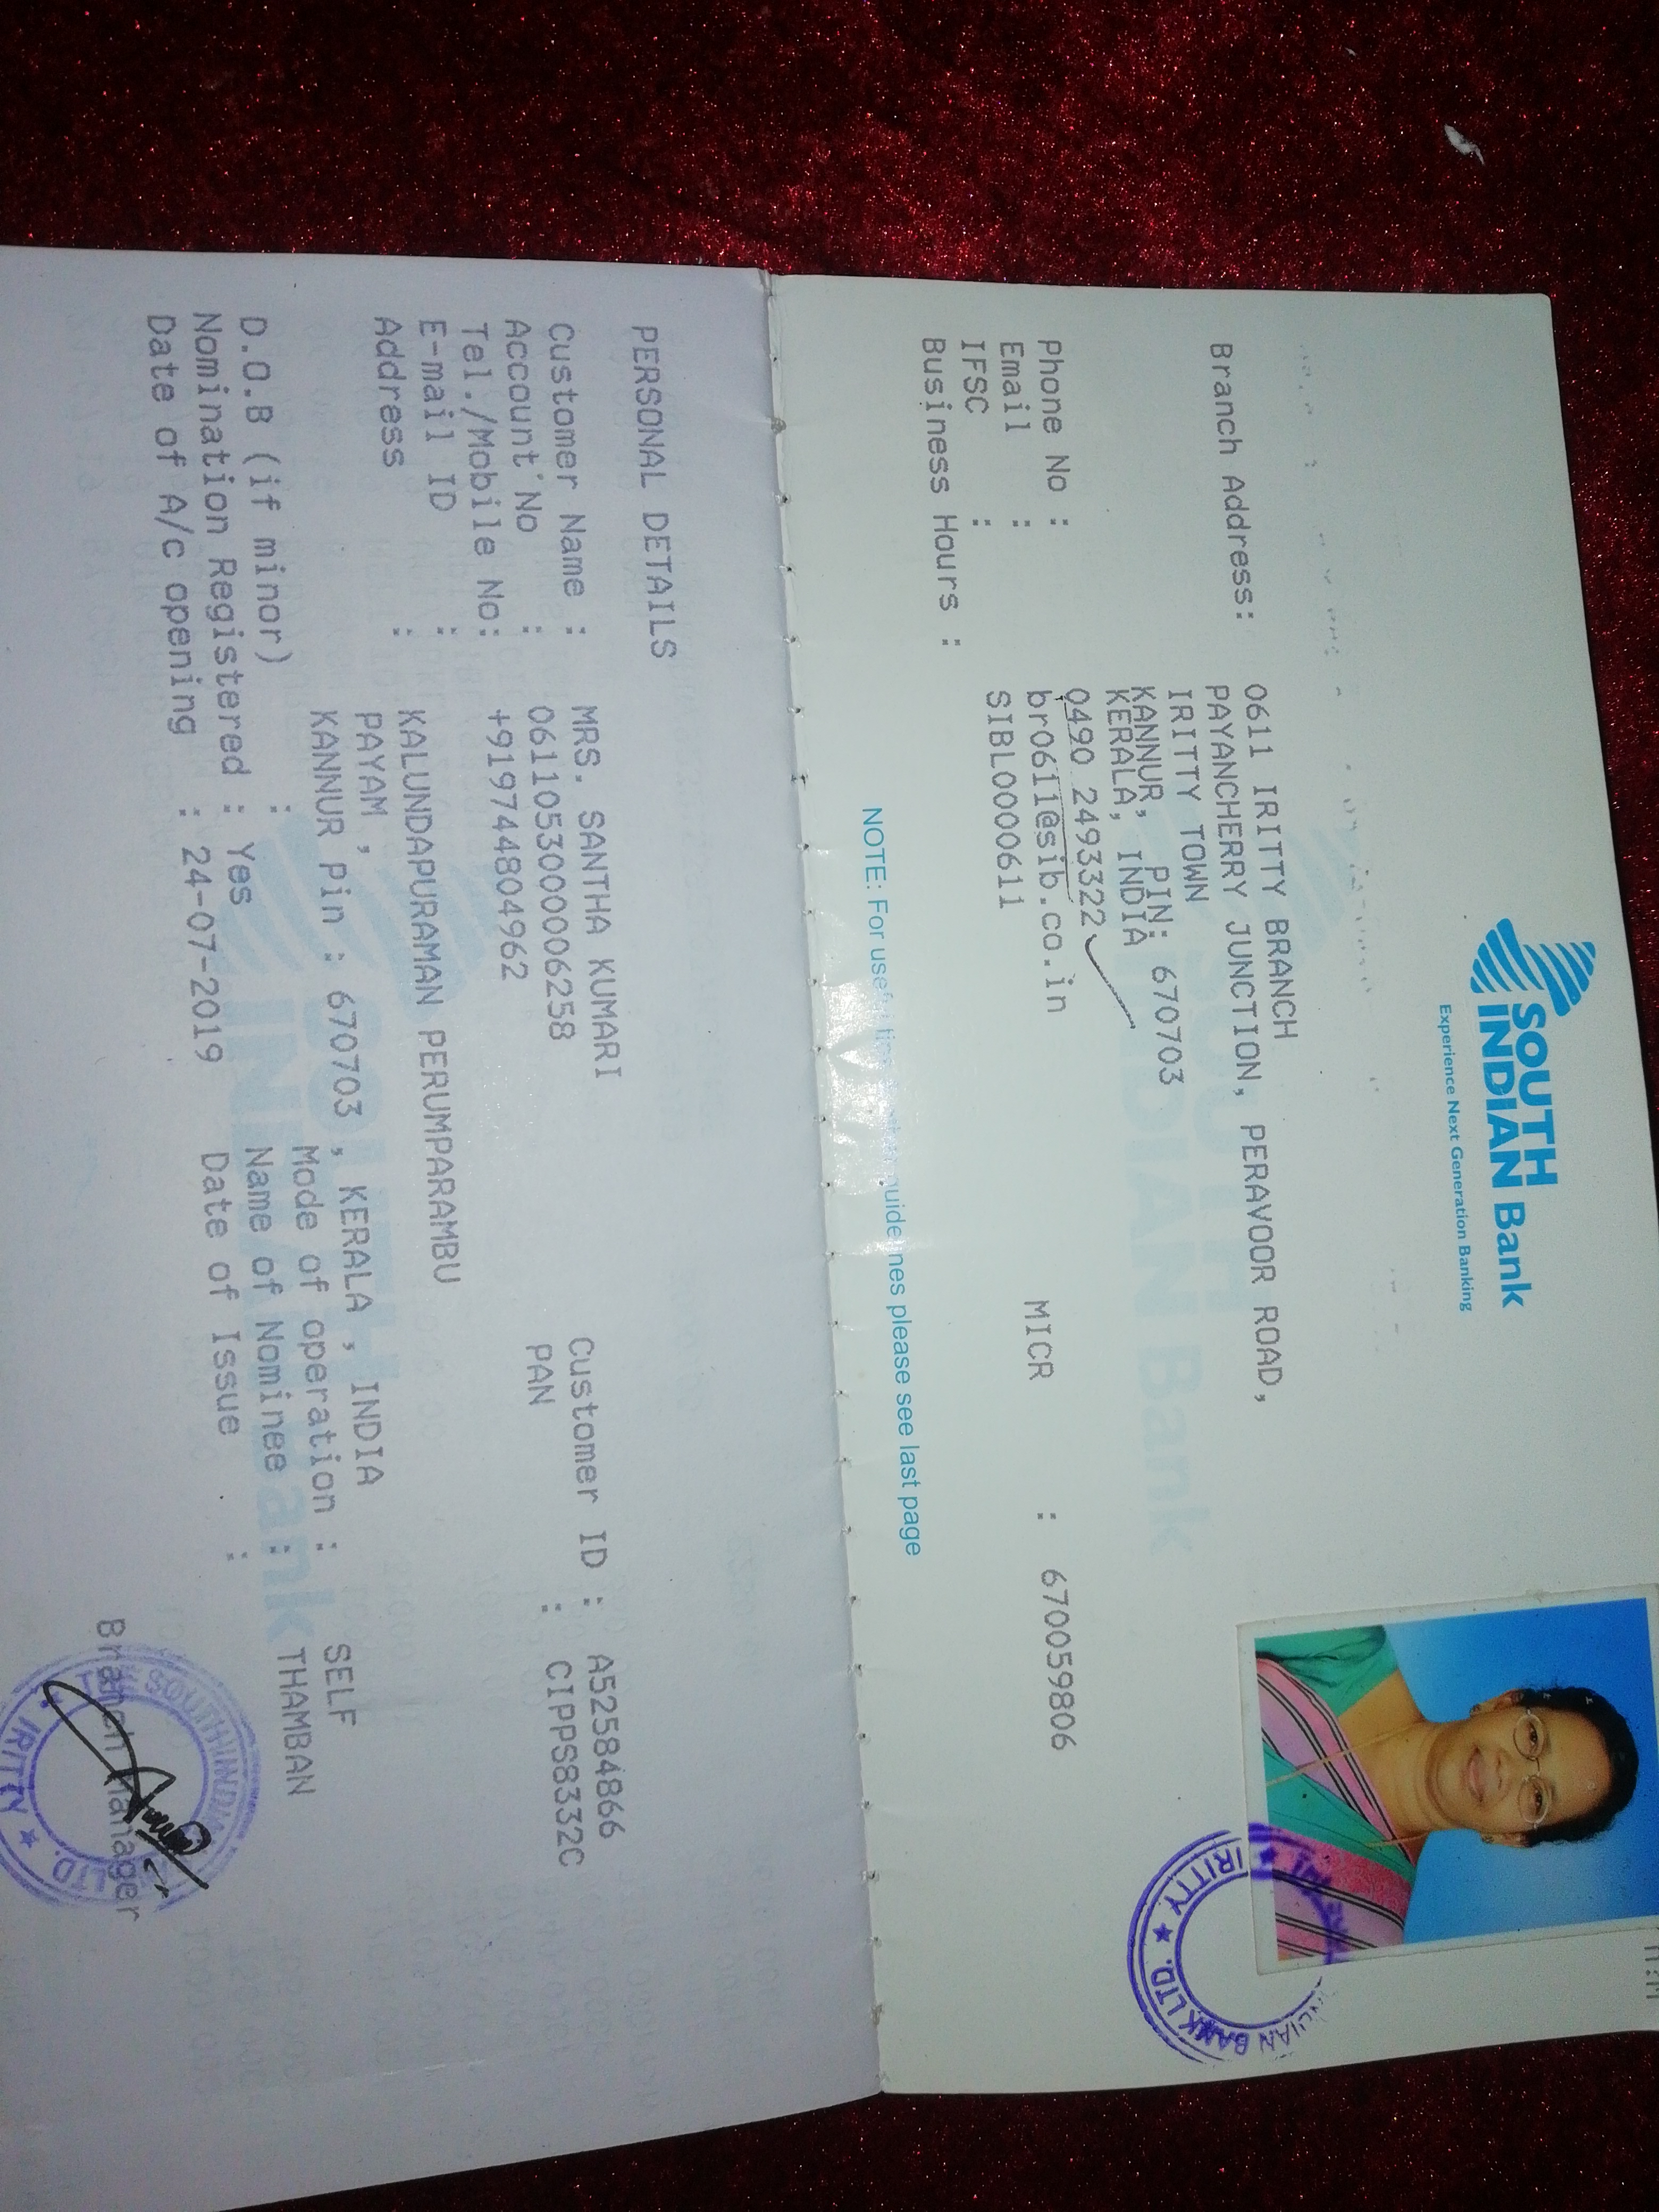 SOUTH
INDIAN Bank
Experience Next Generation Banking
Branch Address: 0611 IRITTY BRANCH
PAYANCHERRY JUNCTION, PERAVOOR ROAD,
IRITTY TOWN
KANNUR, PIN: 670703
KERALA, INDIA
Phone No : 0490 2493322
Email : br0611@sib.co.in MICR : 670059806
IFSC : SIBL0000611
Business Hours :
NOTE: For guidelines please see last page
IRITTY ★ BANK LTD.
PERSONAL DETAILS
Customer Name : MRS. SANTHA KUMARI Customer ID : A52584866
Account No : 0611053000006258 PAN : CIPPS8332C
Tel./Mobile No: +919744804962
E-mail ID :
Address : KALUNDAPURAMAN PERUMPARAMBU
PAYAM ,
KANNUR Pin : 670703 , KERALA , INDIA
D.O.B (if minor) : Mode of operation : SELF
Nomination Registered : Yes Name of Nominee : THAMBAN
Date of A/c opening : 24-07-2019 Date of Issue :
Branch Manager
THE SOUTH INDIAN LTD. ★ IRITTY ★